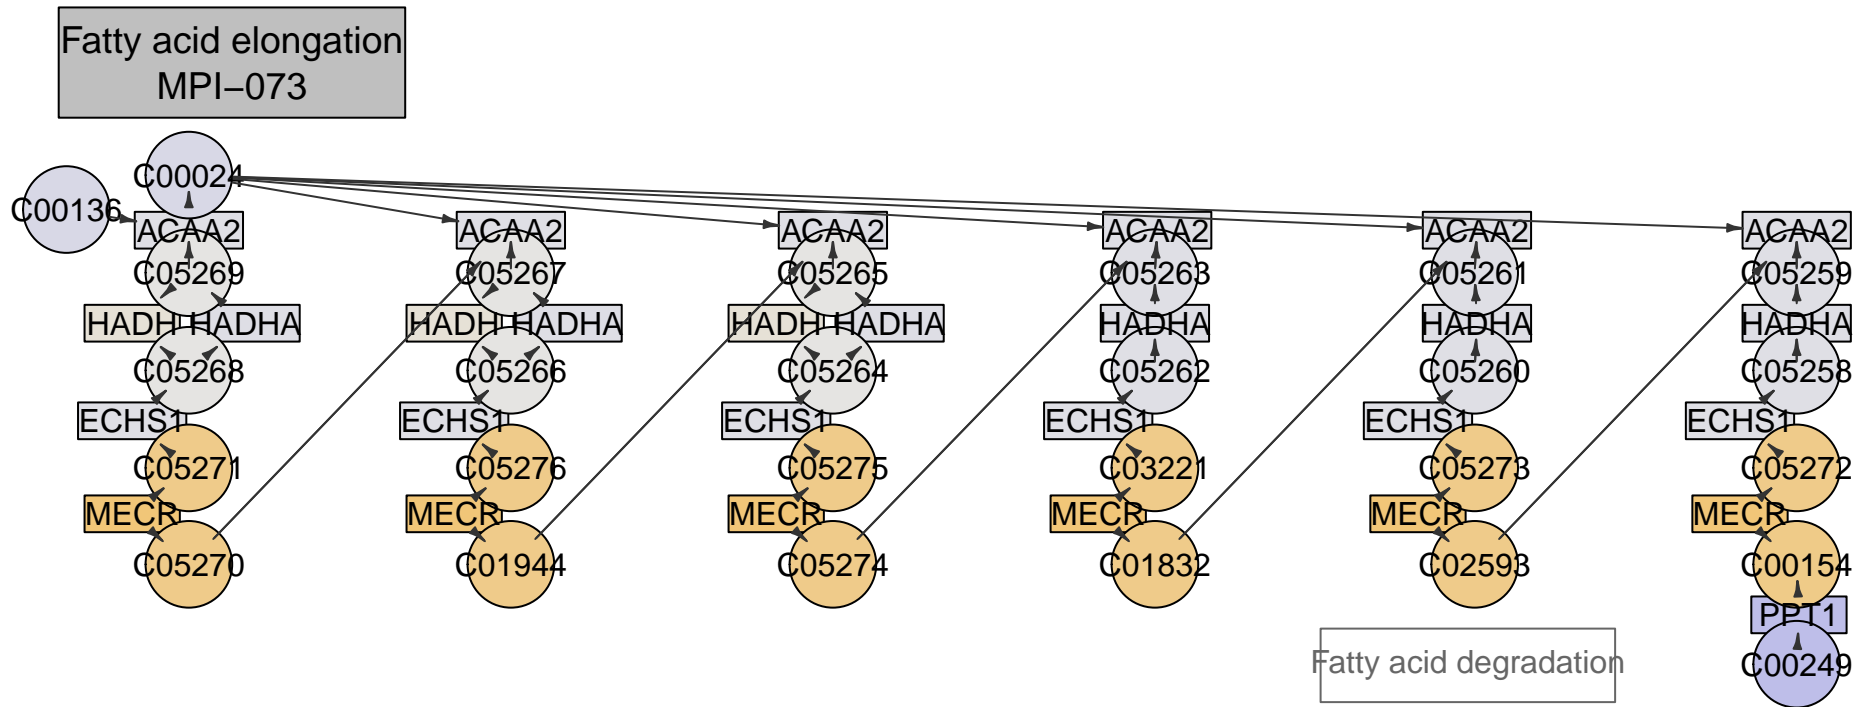 Fatty acid elongation
MPI−073
C00024
C00136
ACAA2 ACAA2 ACAA2 ACAA2 ACAA2 ACAA2
C05269 C05267 C05265 C05263 C05261 C05259
HADH HADHA HADH HADHA HADH HADHA HADHA HADHA HADHA
C05268 C05266 C05264 C05262 C05260 C05258
ECHS1 ECHS1 ECHS1 ECHS1 ECHS1 ECHS1
C05271 C05276 C05275 C03221 C05273 C05272
MECR MECR MECR MECR MECR MECR
C05270 C01944 C05274 C01832 C02593 C00154
PPT1
Fatty acid degradation
C00249